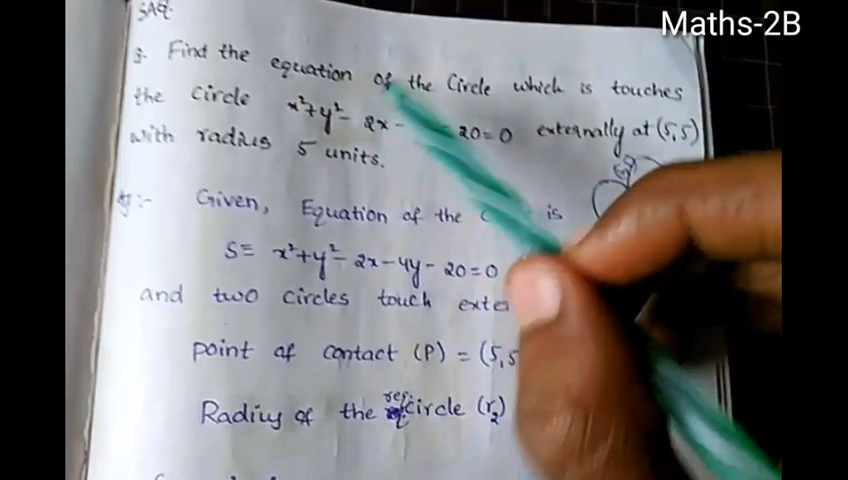 Maths-2B
SAQ
Find the equation of the Circle which is touches
the circle x²+y²- 2x- 20=0 externally at (5,5)
with radius 5 units.
Given, Equation of the is
S≡ x²+y²- 2x-4y-20=0
and two circles touch
point of contact (P) = (5,5
Radius of the req circle (r₂)